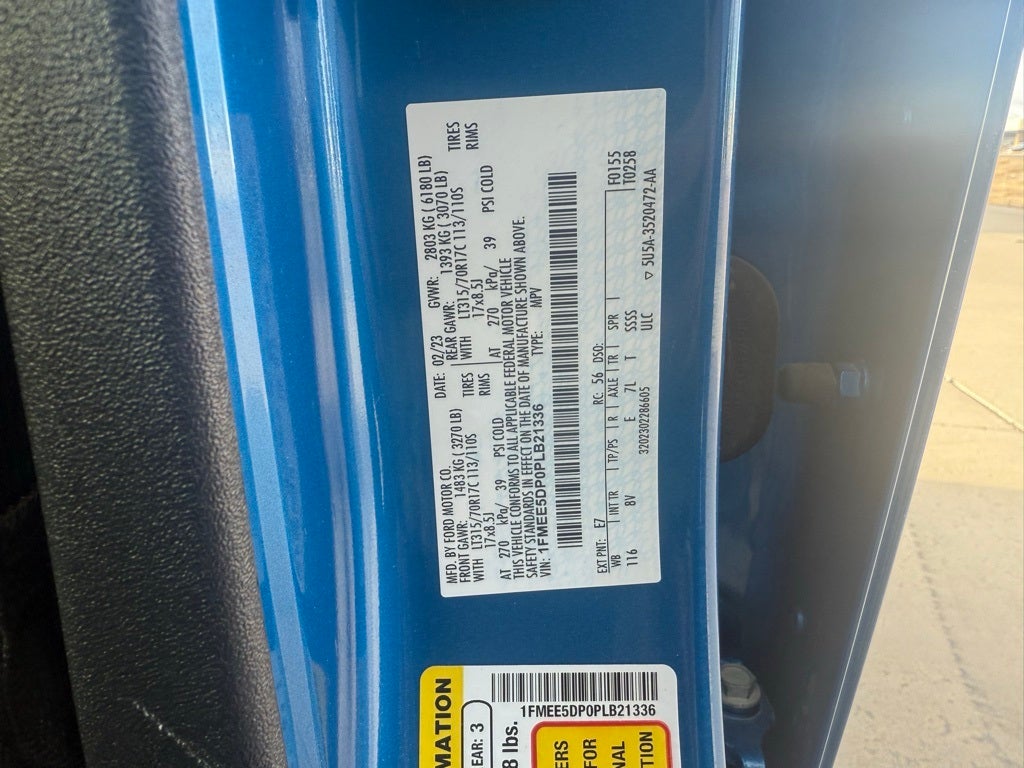 MFD. BY FORD MOTOR CO.
DATE: 02/23 GVWR: 2803 KG ( 6180 LB)
FRONT GAWR: 1483 KG ( 3270 LB)
REAR GAWR: 1393 KG ( 3070 LB)
WITH LT315/70R17C 113/110S TIRES
WITH LT315/70R17C 113/110S TIRES
17x8.5J RIMS
17x8.5J RIMS
AT 270 kPa/ 39 PSI COLD
AT 270 kPa/ 39 PSI COLD
THIS VEHICLE CONFORMS TO ALL APPLICABLE FEDERAL MOTOR VEHICLE
SAFETY STANDARDS IN EFFECT ON THE DATE OF MANUFACTURE SHOWN ABOVE.
VIN: 1FMEE5DP0PLB21336 TYPE: MPV
EXT PNT: E7 RC: 56 DSO: F0155
WB INT TR TP/PS R AXLE TR SPR T0258
116 8V E 7L T SSSS
3202302286605 ULC ▽ 5U5A-3520472-AA
MATION
EAR: 3
1FMEE5DP0PLB21336
8 lbs.
ERS
FOR
NAL
TION